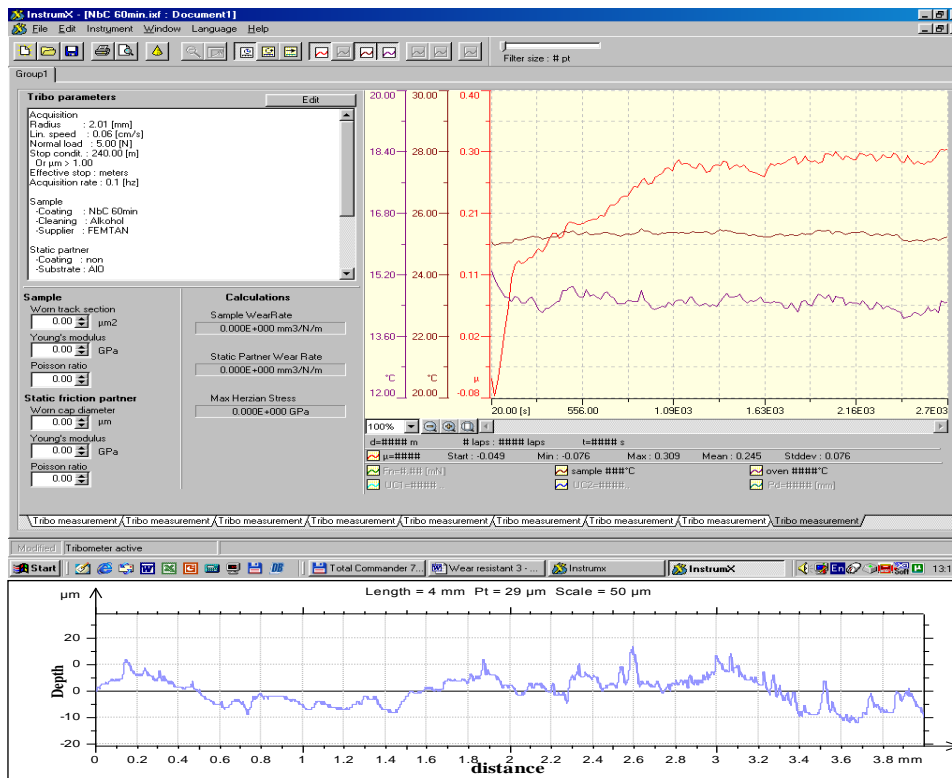 InstrumX - [NbC 60min.ixf : Document1]
File Edit Instryment Window Language Help
Filter size : # pt
Group1
Tribo parameters
Edit
Acquisition
Radius : 2.01 [mm]
Lin. speed : 0.06 [cm/s]
Normal load : 5.00 [N]
Stop condit. : 240.00 [m]
Or µm > 1.00
Effective stop : meters
Acquisition rate : 0.1 [hz]
Sample
-Coating : NbC 60min
-Cleaning : Alkohol
-Supplier : FEMTAN
Static partner
-Coating : non
-Substrate : AlO
Sample
Worn track section
0.00 µm2
Young's modulus
0.00 GPa
Poisson ratio
0.00
Static friction partner
Worn cap diameter
0.00 µm
Young's modulus
0.00 GPa
Poisson ratio
0.00
Calculations
Sample WearRate
0.000E+000 mm3/N/m
Static Partner Wear Rate
0.000E+000 mm3/N/m
Max Herzian Stress
0.000E+000 GPa
20.00 30.00 0.40
18.40 28.00 0.30
16.80 26.00 0.21
15.20 24.00 0.11
13.60 22.00 0.02
°C °C µ
12.00 20.00 -0.08
20.00 [s] 556.00 1.09E03 1.63E03 2.16E03 2.7E03
100%
d=#### m # laps : #### laps t=#### s
µ=#### Start : -0.049 Min : -0.076 Max : 0.309 Mean : 0.245 Stddev : 0.076
Fn=#.## [mN] sample ###°C oven ####°C
UC1=#### .. UC2=#### .. Pd=#### [mm]
Tribo measurement Tribo measurement Tribo measurement Tribo measurement Tribo measurement Tribo measurement Tribo measurement Tribo measurement Tribo measurement
Modified Tribometer active
Start Total Commander 7... Wear resistant 3 - ... Instrumx InstrumX En 13:1
Length = 4 mm Pt = 29 µm Scale = 50 µm
µm
20
0
0
-10
-20
Depth
0 0.2 0.4 0.6 0.8 1 1.2 1.4 1.6 1.8 2 2.2 2.4 2.6 2.8 3 3.2 3.4 3.6 3.8 mm
distance